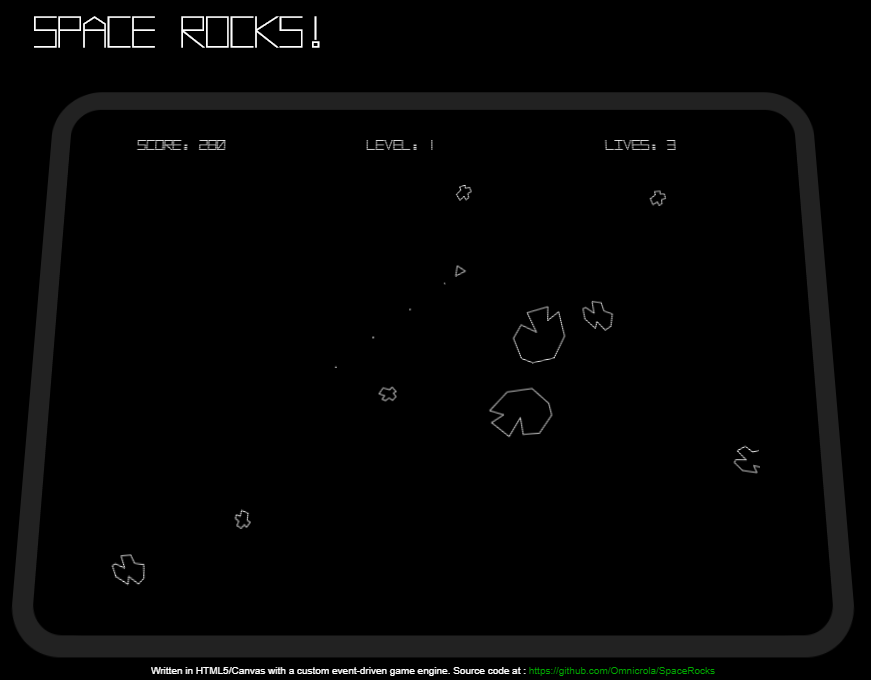 SPACE ROCKS!
SCORE: 280 LEVEL: 1 LIVES: 3
Written in HTML5/Canvas with a custom event-driven game engine. Source code at : https://github.com/Omnicrola/SpaceRocks